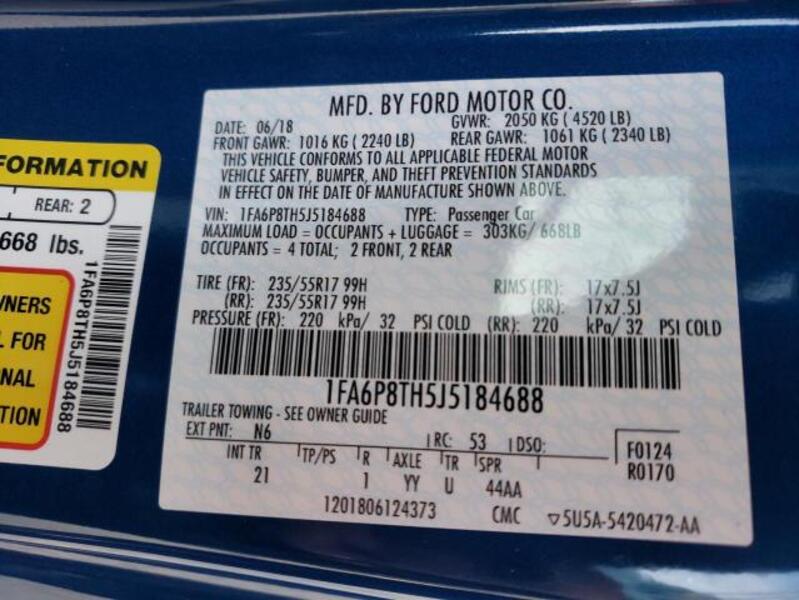 MFD. BY FORD MOTOR CO.
DATE: 06/18 GVWR: 2050 KG ( 4520 LB)
FRONT GAWR: 1016 KG ( 2240 LB) REAR GAWR: 1061 KG ( 2340 LB)
THIS VEHICLE CONFORMS TO ALL APPLICABLE FEDERAL MOTOR
VEHICLE SAFETY, BUMPER, AND THEFT PREVENTION STANDARDS
IN EFFECT ON THE DATE OF MANUFACTURE SHOWN ABOVE.
VIN: 1FA6P8TH5J5184688 TYPE: Passenger Car
MAXIMUM LOAD = OCCUPANTS + LUGGAGE = 303KG/ 668LB
OCCUPANTS = 4 TOTAL; 2 FRONT, 2 REAR
TIRE (FR): 235/55R17 99H RIMS (FR): 17x7.5J
(RR): 235/55R17 99H (RR): 17x7.5J
PRESSURE (FR): 220 kPa/ 32 PSI COLD (RR): 220 kPa/ 32 PSI COLD
1FA6P8TH5J5184688
TRAILER TOWING - SEE OWNER GUIDE
EXT PNT: N6 RC: 53 DSO: F0124
R0170
INT TR TP/PS R AXLE TR SPR
21 1 YY U 44AA
1201806124373 CMC ▽5U5A-5420472-AA
FORMATION
REAR: 2
668 lbs.
WNERS
L FOR
ONAL
TION
1FA6P8TH5J5184688